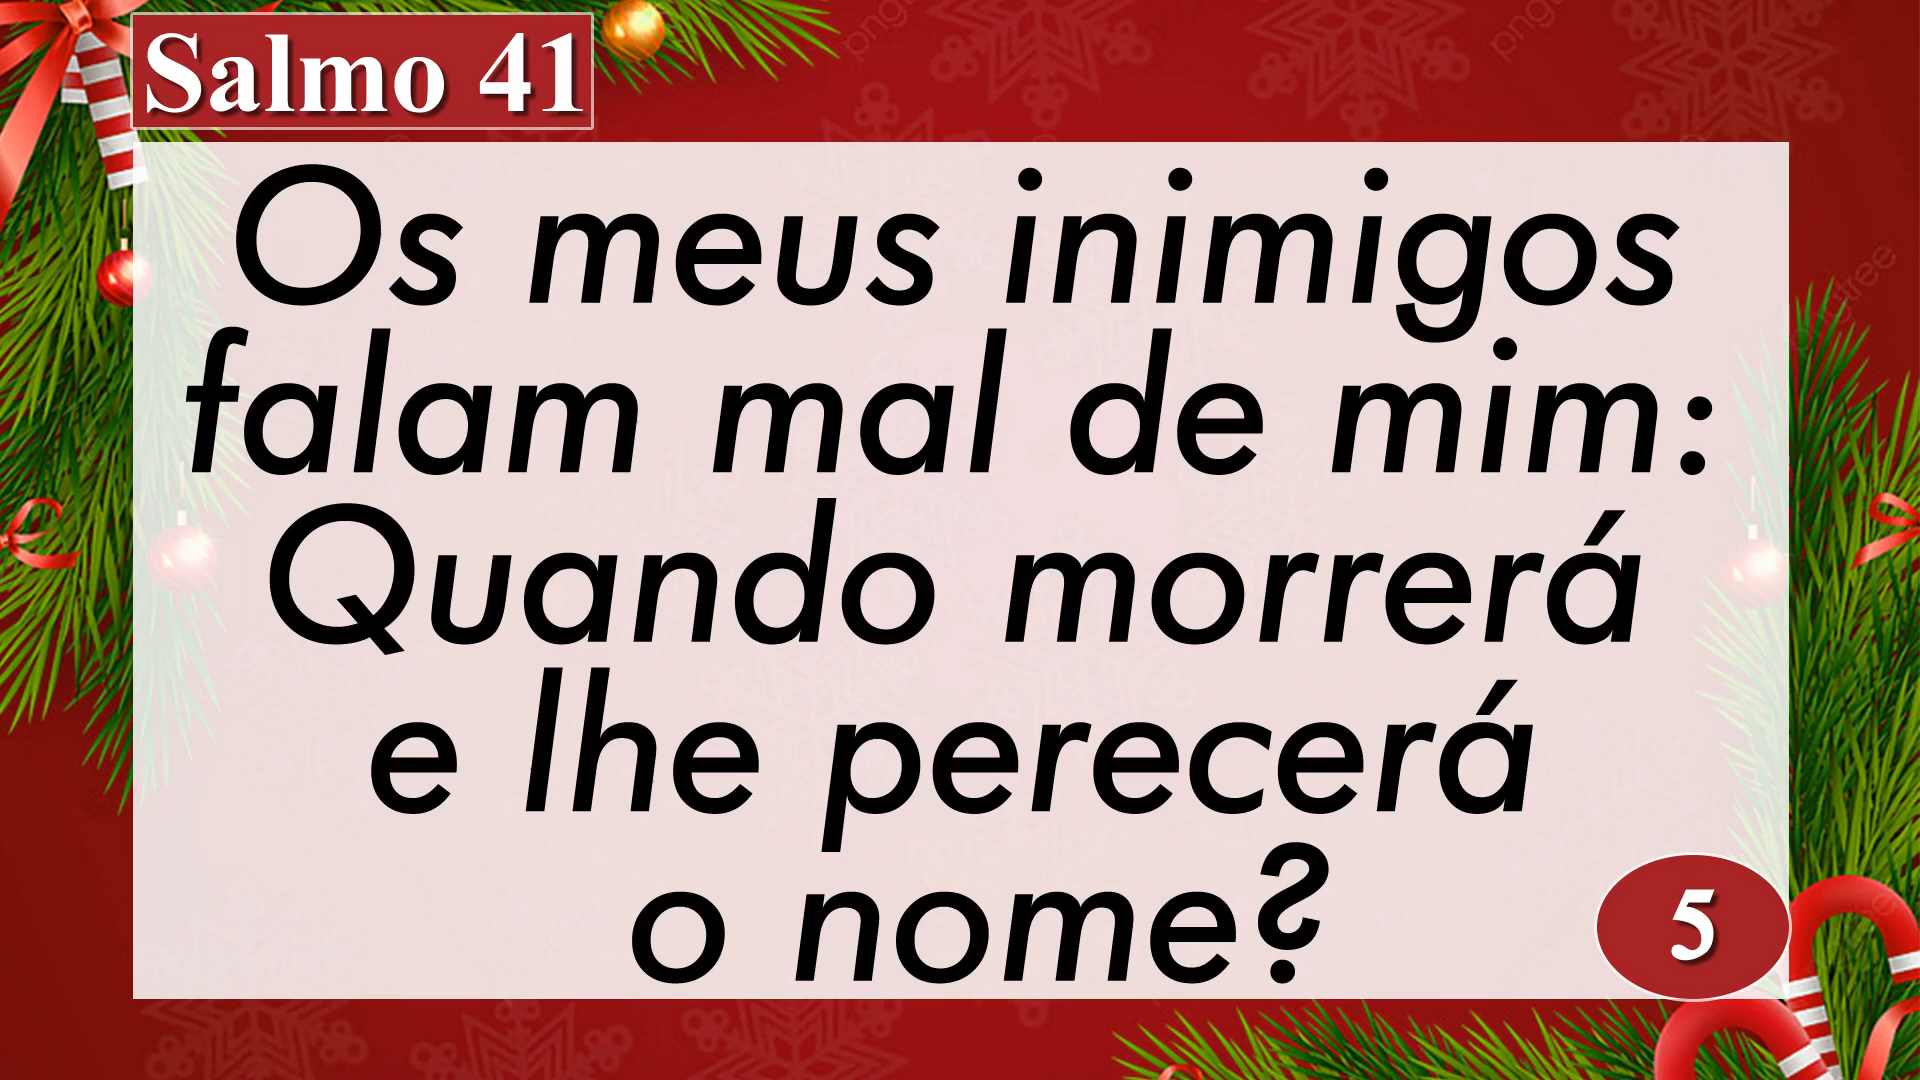 Salmo 41
Os meus inimigos
falam mal de mim:
Quando morrerá
e lhe perecerá
o nome?
5